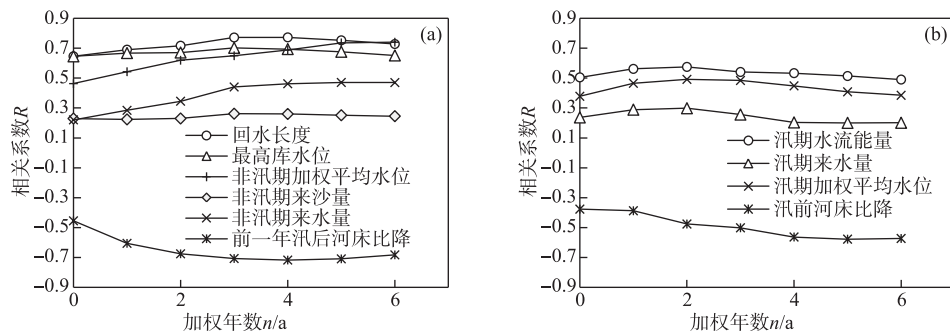 (a)
0.9
0.7
0.5
0.3
0.1
−0.1
−0.3
−0.5
−0.7
−0.9
相关系数R
回水长度
最高库水位
非汛期加权平均水位
非汛期来沙量
非汛期来水量
前一年汛后河床比降
0 2 4 6
加权年数n/a
(b)
0.9
0.7
0.5
0.3
0.1
−0.1
−0.3
−0.5
−0.7
−0.9
相关系数R
汛期水流能量
汛期来水量
汛期加权平均水位
汛前河床比降
0 2 4 6
加权年数n/a